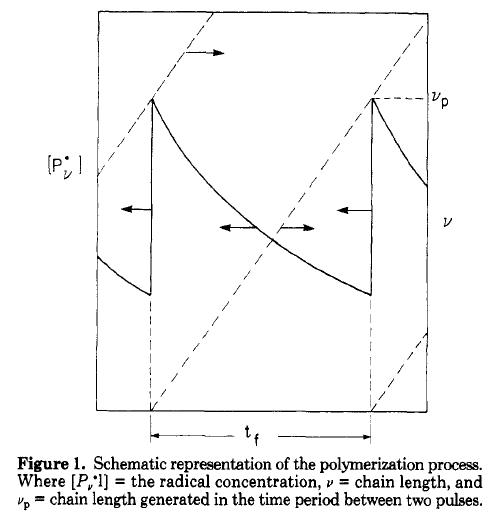 νp
[Pν•]
ν
tf
Figure 1. Schematic representation of the polymerization process.
Where [Pν•l] = the radical concentration, ν = chain length, and
νp = chain length generated in the time period between two pulses.